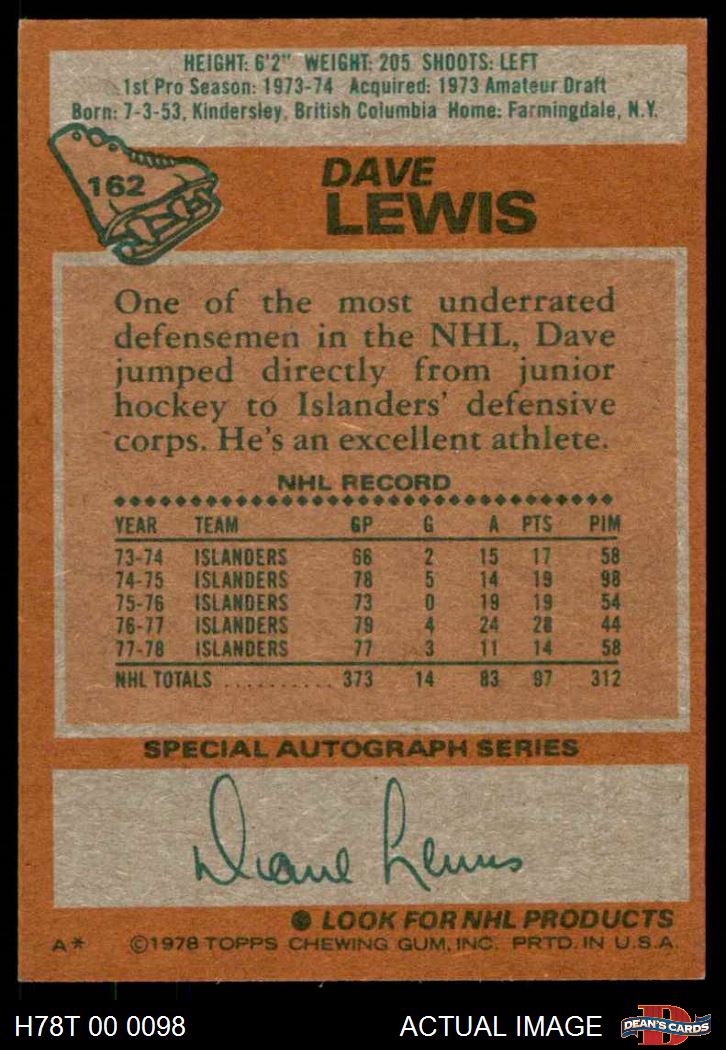 HEIGHT: 6'2" WEIGHT: 205 SHOOTS: LEFT
1st Pro Season: 1973-74 Acquired: 1973 Amateur Draft
Born: 7-3-53, Kindersley, British Columbia Home: Farmingdale, N.Y.
162
DAVE
LEWIS
One of the most underrated
defensemen in the NHL, Dave
jumped directly from junior
hockey to Islanders' defensive
corps. He's an excellent athlete.
NHL RECORD
YEAR TEAM GP G A PTS PIM
73-74 ISLANDERS 66 2 15 17 58
74-75 ISLANDERS 78 5 14 19 98
75-76 ISLANDERS 73 0 19 19 54
76-77 ISLANDERS 79 4 24 28 44
77-78 ISLANDERS 77 3 11 14 58
NHL TOTALS .......... 373 14 83 97 312
SPECIAL AUTOGRAPH SERIES
Dave Lewis
LOOK FOR NHL PRODUCTS
A* ©1978 TOPPS CHEWING GUM, INC. PRTD. IN U.S.A.
H78T 00 0098 ACTUAL IMAGE D DEAN'S CARDS